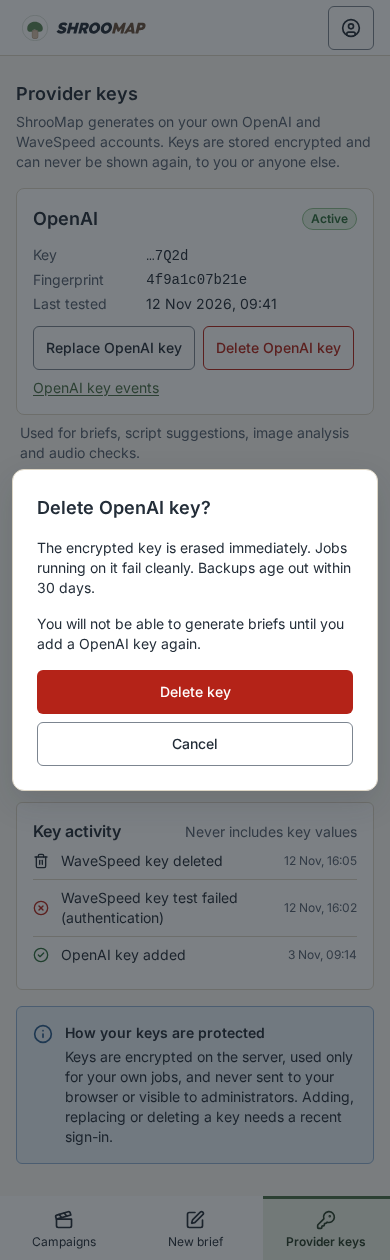 SHROOMAP
Provider keys
ShrooMap generates on your own OpenAI and
WaveSpeed accounts. Keys are stored encrypted and
can never be shown again, to you or anyone else.
OpenAI
Active
Key …7Q2d
Fingerprint 4f9a1c07b21e
Last tested 12 Nov 2026, 09:41
Replace OpenAI key
Delete OpenAI key
OpenAI key events
Used for briefs, script suggestions, image analysis
and audio checks.
Delete OpenAI key?
The encrypted key is erased immediately. Jobs
running on it fail cleanly. Backups age out within
30 days.
You will not be able to generate briefs until you
add a OpenAI key again.
Delete key
Cancel
Key activity
Never includes key values
WaveSpeed key deleted 12 Nov, 16:05
WaveSpeed key test failed
(authentication) 12 Nov, 16:02
OpenAI key added 3 Nov, 09:14
How your keys are protected
Keys are encrypted on the server, used only
for your own jobs, and never sent to your
browser or visible to administrators. Adding,
replacing or deleting a key needs a recent
sign-in.
Campaigns
New brief
Provider keys